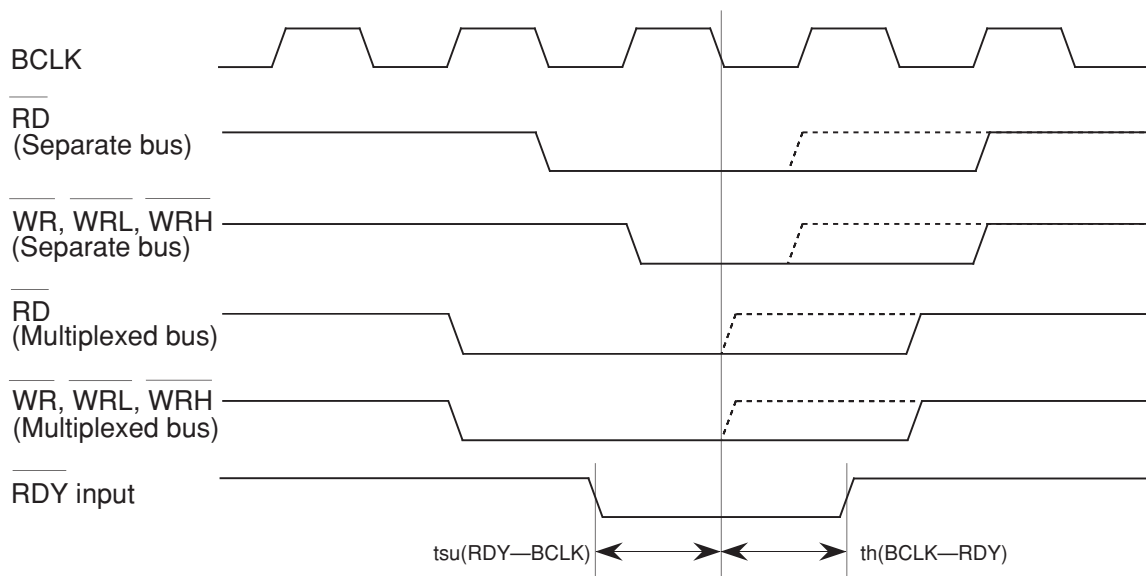 BCLK
RD
(Separate bus)
WR, WRL, WRH
(Separate bus)
RD
(Multiplexed bus)
WR, WRL, WRH
(Multiplexed bus)
RDY input
tsu(RDY—BCLK)
th(BCLK—RDY)